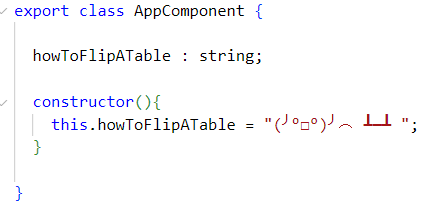 export class AppComponent {
howToFlipATable : string;
constructor(){
this.howToFlipATable = "(╯°□°)╯︵ ┻━┻ ";
}
}